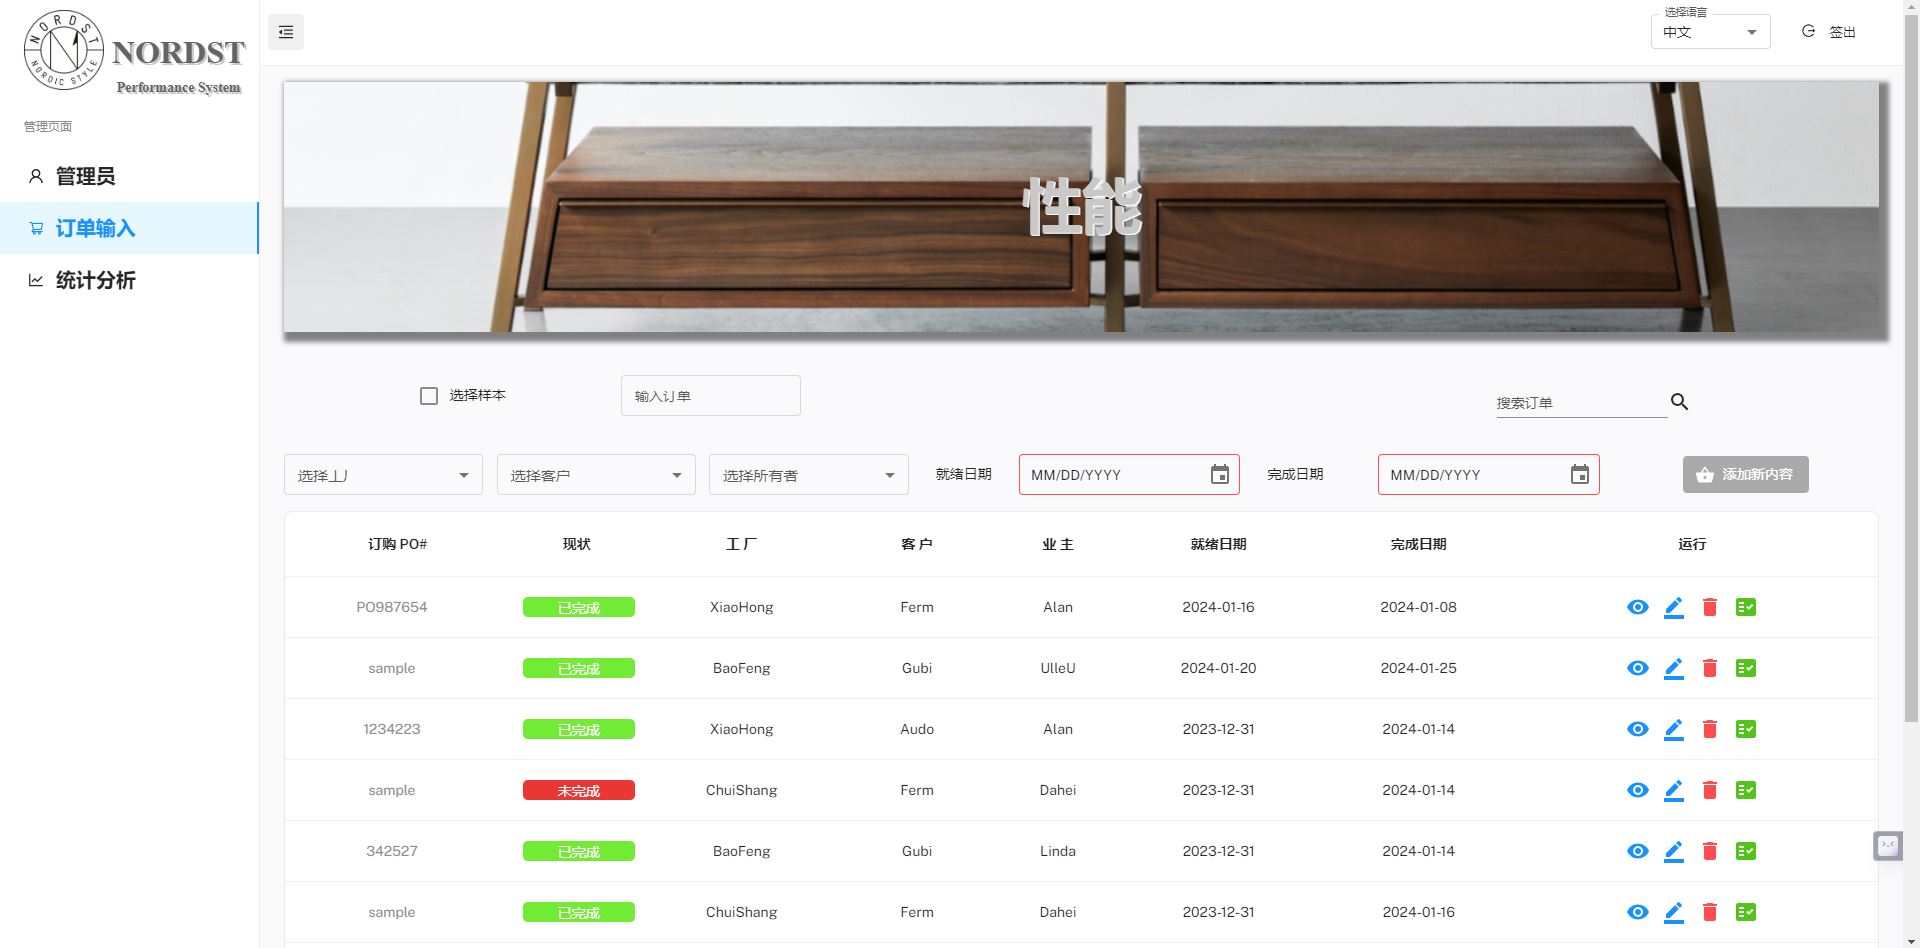 NORDST
NORDIC STYLE
NORDST
Performance System
管理页面
管理员
订单输入
统计分析
选择语言
中文
签出
性能
选择样本
输入订单
搜索订单
选择工厂
选择客户
选择所有者
就绪日期
MM/DD/YYYY
完成日期
MM/DD/YYYY
添加新内容
订购 PO# 现状 工 厂 客 户 业 主 就绪日期 完成日期 运行
PO987654 已完成 XiaoHong Ferm Alan 2024-01-16 2024-01-08
sample 已完成 BaoFeng Gubi UlleU 2024-01-20 2024-01-25
1234223 已完成 XiaoHong Audo Alan 2023-12-31 2024-01-14
sample 未完成 ChuiShang Ferm Dahei 2023-12-31 2024-01-14
342527 已完成 BaoFeng Gubi Linda 2023-12-31 2024-01-14
sample 已完成 ChuiShang Ferm Dahei 2023-12-31 2024-01-16